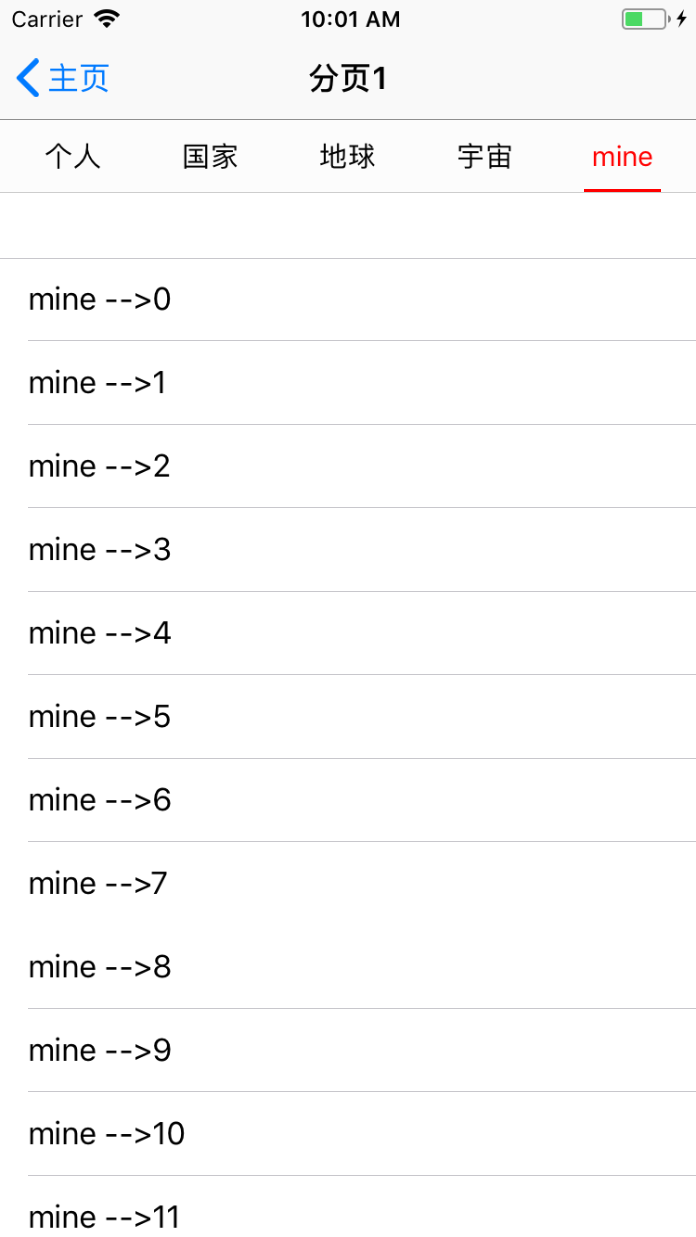 Carrier 10:01 AM
主页 分页1
个人 国家 地球 宇宙 mine
mine -->0
mine -->1
mine -->2
mine -->3
mine -->4
mine -->5
mine -->6
mine -->7
mine -->8
mine -->9
mine -->10
mine -->11